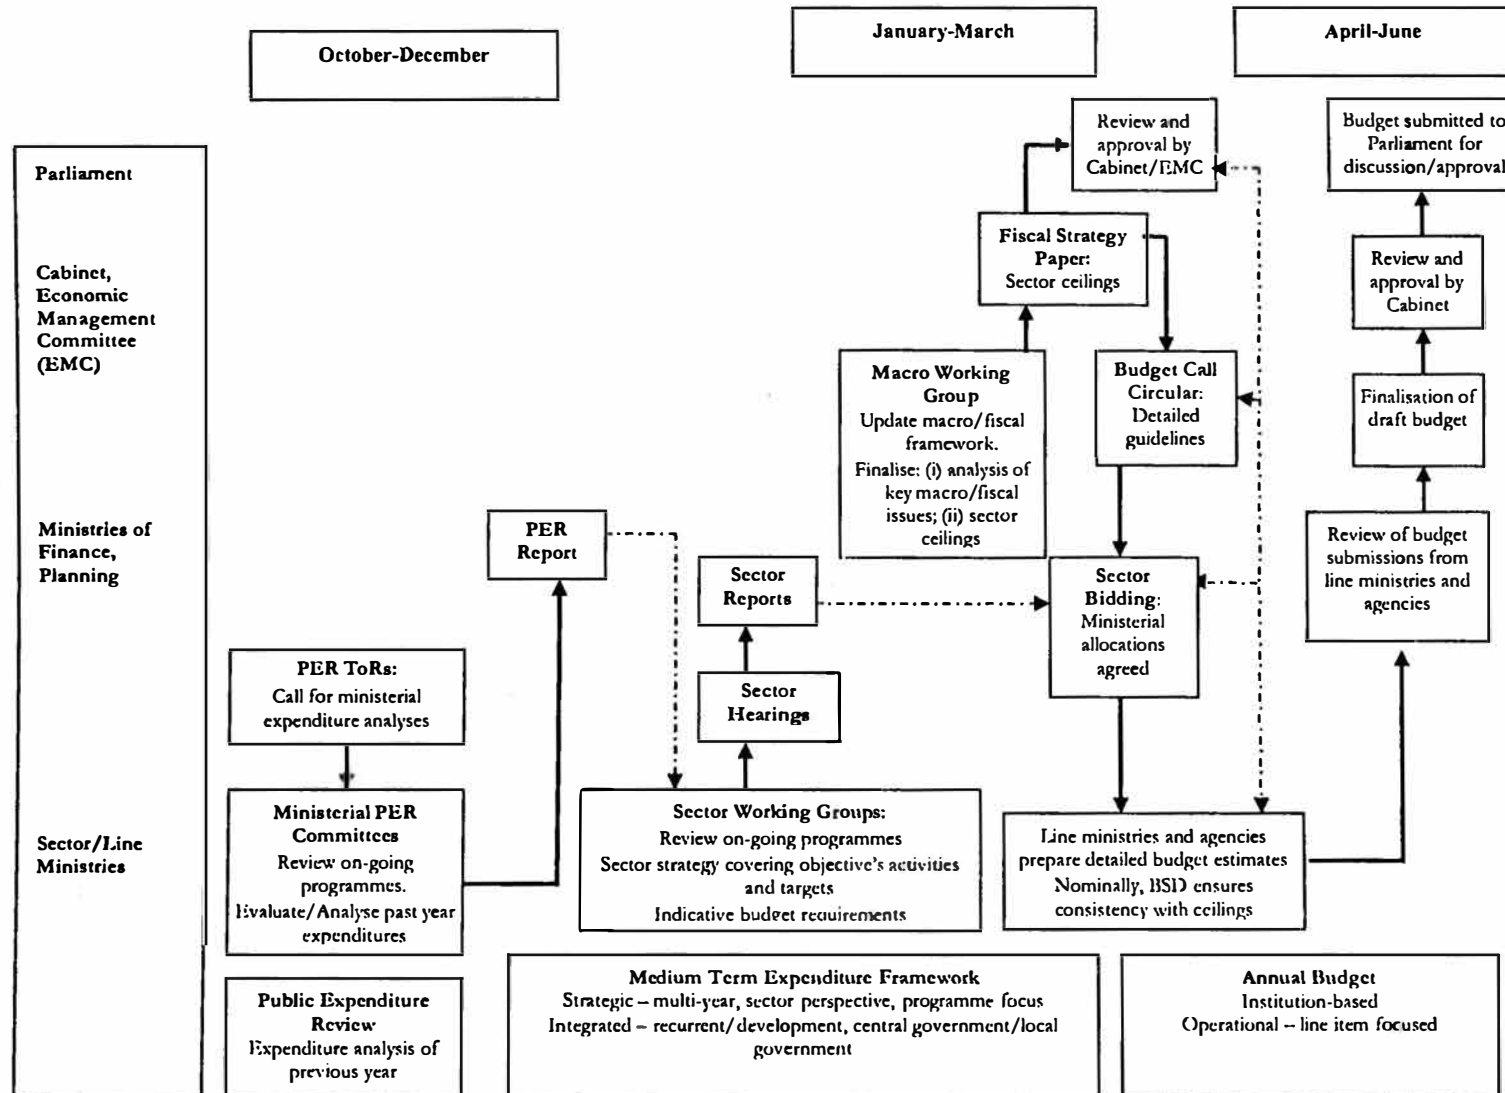 October-December
January-March
April-June
Parliament
Cabinet,
Economic
Management
Committee
(EMC)
Ministries of
Finance,
Planning
Sector/Line
Ministries
PER ToRs:
Call for ministerial
expenditure analyses
Ministerial PER
Committees
Review on-going
programmes.
Evaluate/Analyse past year
expenditures
Public Expenditure
Review
Expenditure analysis of
previous year
PER
Report
Sector
Reports
Sector
Hearings
Sector Working Groups:
Review on-going programmes
Sector strategy covering objective's activities
and targets
Indicative budget requirements
Medium Term Expenditure Framework
Strategic – multi-year, sector perspective, programme focus
Integrated – recurrent/development, central government/local
government
Review and
approval by
Cabinet/EMC
Fiscal Strategy
Paper:
Sector ceilings
Macro Working
Group
Update macro/fiscal
framework.
Finalise: (i) analysis of
key macro/fiscal
issues; (ii) sector
ceilings
Budget Call
Circular:
Detailed
guidelines
Sector
Bidding:
Ministerial
allocations
agreed
Line ministries and agencies
prepare detailed budget estimates
Nominally, BSD ensures
consistency with ceilings
Budget submitted to
Parliament for
discussion/approval
Review and
approval by
Cabinet
Finalisation of
draft budget
Review of budget
submissions from
line ministries and
agencies
Annual Budget
Institution-based
Operational – line item focused